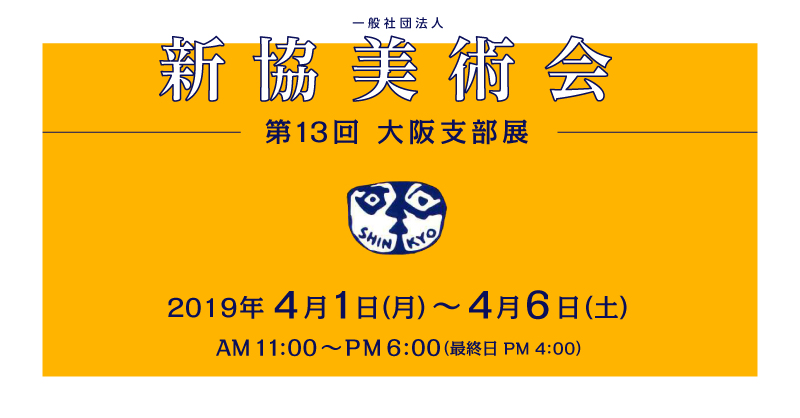 一般社団法人
新協美術会
第13回 大阪支部展
SHIN KYO
2019年 4月1日(月)～4月6日(土)
AM 11:00～PM 6:00(最終日 PM 4:00)